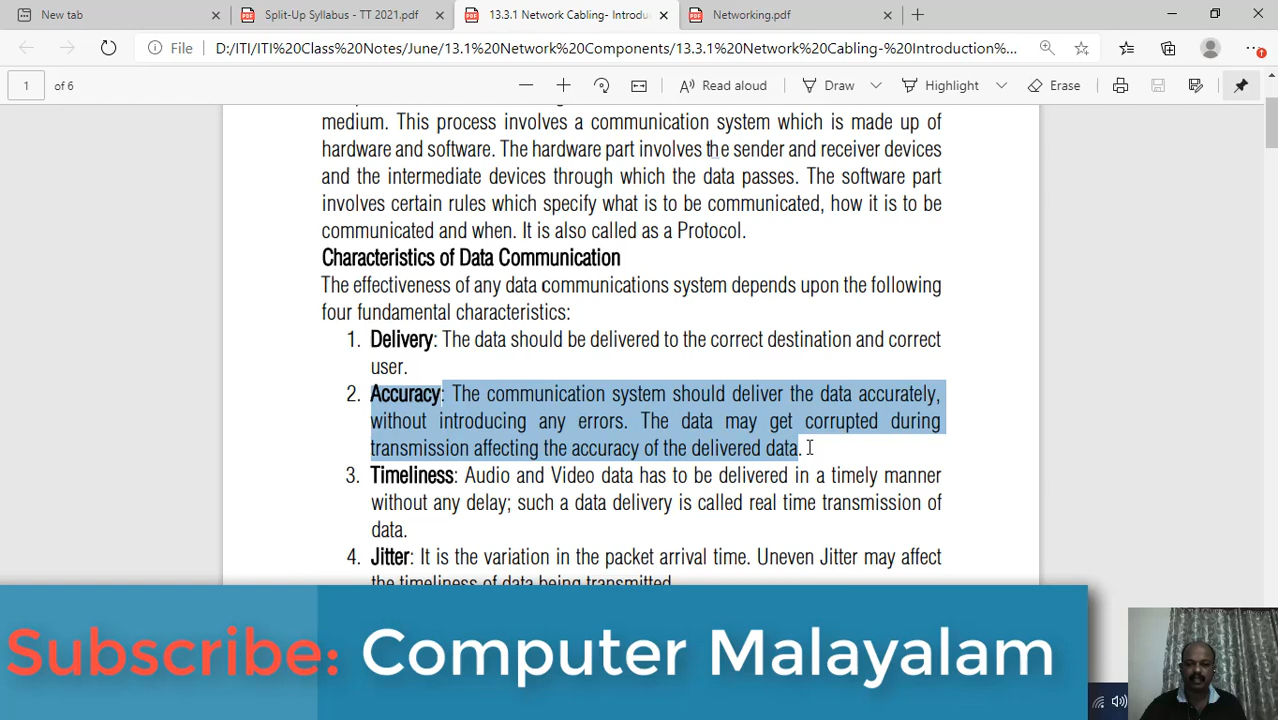 New tab
Split-Up Syllabus - TT 2021.pdf
13.3.1 Network Cabling- Introdu
Networking.pdf
File
D:/ITI/ITI%20Class%20Notes/June/13.1%20Network%20Components/13.3.1%20Network%20Cabling-%20Introduction%...
1 of 6
Read aloud
Draw
Highlight
Erase
medium. This process involves a communication system which is made up of
hardware and software. The hardware part involves the sender and receiver devices
and the intermediate devices through which the data passes. The software part
involves certain rules which specify what is to be communicated, how it is to be
communicated and when. It is also called as a Protocol.
Characteristics of Data Communication
The effectiveness of any data communications system depends upon the following
four fundamental characteristics:
1. Delivery: The data should be delivered to the correct destination and correct
user.
2. Accuracy: The communication system should deliver the data accurately,
without introducing any errors. The data may get corrupted during
transmission affecting the accuracy of the delivered data.
3. Timeliness: Audio and Video data has to be delivered in a timely manner
without any delay; such a data delivery is called real time transmission of
data.
4. Jitter: It is the variation in the packet arrival time. Uneven Jitter may affect
the timeliness of data being transmitted.
Subscribe: Computer Malayalam